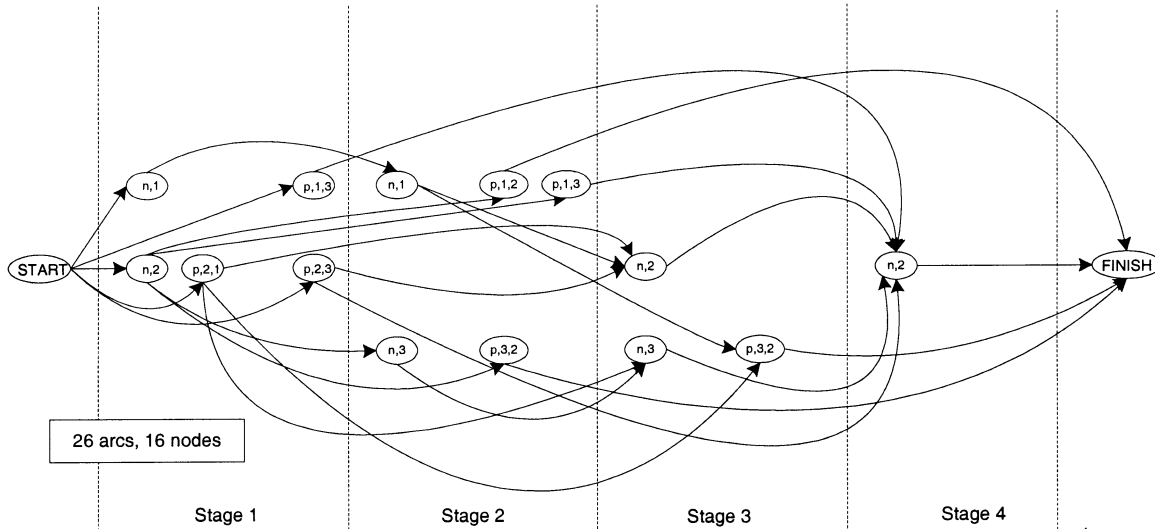 n,1
p,1,3
n,1
p,1,2
p,1,3
START
n,2
p,2,1
p,2,3
n,2
n,2
FINISH
n,3
p,3,2
n,3
p,3,2
26 arcs, 16 nodes
Stage 1
Stage 2
Stage 3
Stage 4